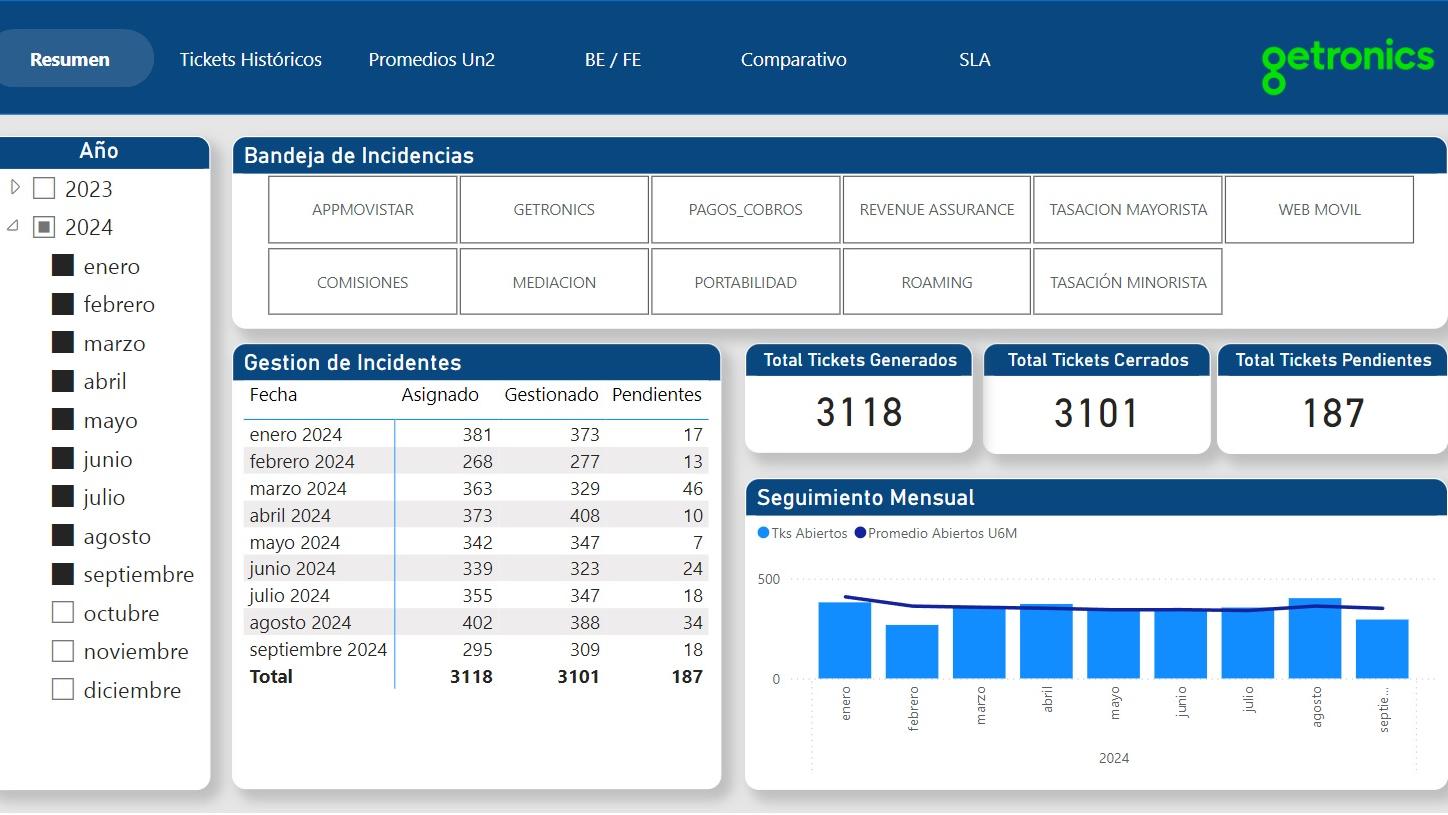 Resumen Tickets Históricos Promedios Un2 BE / FE Comparativo SLA getronics
Año
2023
2024
enero
febrero
marzo
abril
mayo
junio
julio
agosto
septiembre
octubre
noviembre
diciembre
Bandeja de Incidencias
APPMOVISTAR GETRONICS PAGOS_COBROS REVENUE ASSURANCE TASACION MAYORISTA WEB MOVIL
COMISIONES MEDIACION PORTABILIDAD ROAMING TASACIÓN MINORISTA
Gestion de Incidentes
Fecha Asignado Gestionado Pendientes
enero 2024 381 373 17
febrero 2024 268 277 13
marzo 2024 363 329 46
abril 2024 373 408 10
mayo 2024 342 347 7
junio 2024 339 323 24
julio 2024 355 347 18
agosto 2024 402 388 34
septiembre 2024 295 309 18
Total 3118 3101 187
Total Tickets Generados
3118
Total Tickets Cerrados
3101
Total Tickets Pendientes
187
Seguimiento Mensual
Tks Abiertos Promedio Abiertos U6M
500
0
enero
febrero
marzo
abril
mayo
junio
julio
agosto
septie...
2024